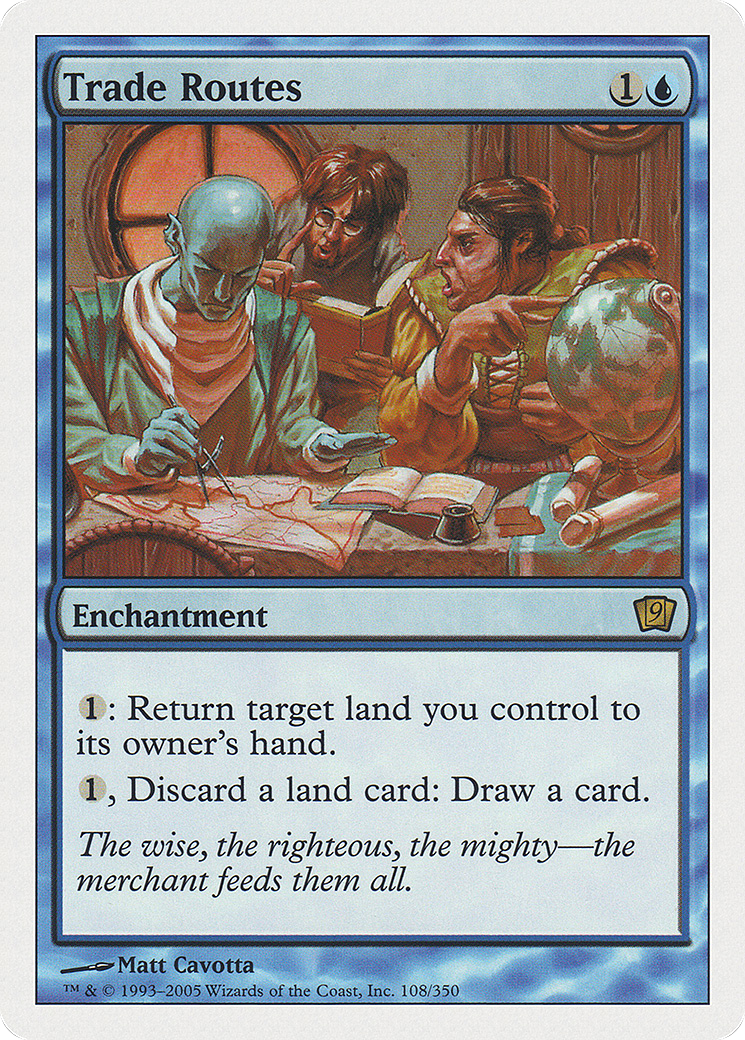 Trade Routes 1
Enchantment 9
1: Return target land you control to
its owner's hand.
1, Discard a land card: Draw a card.
The wise, the righteous, the mighty—the
merchant feeds them all.
Matt Cavotta
™ & © 1993–2005 Wizards of the Coast, Inc. 108/350